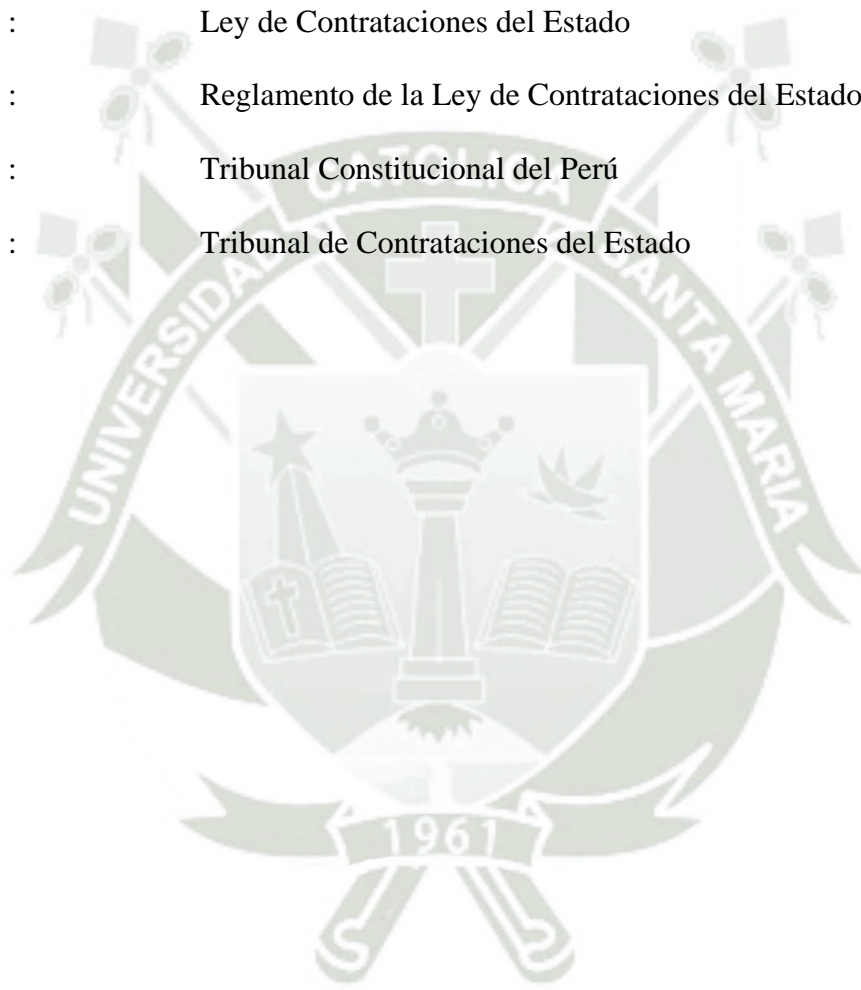 : Ley de Contrataciones del Estado
: Reglamento de la Ley de Contrataciones del Estado
: Tribunal Constitucional del Perú
: Tribunal de Contrataciones del Estado
UNIVERSIDAD CATOLICA SANTA MARIA
1961